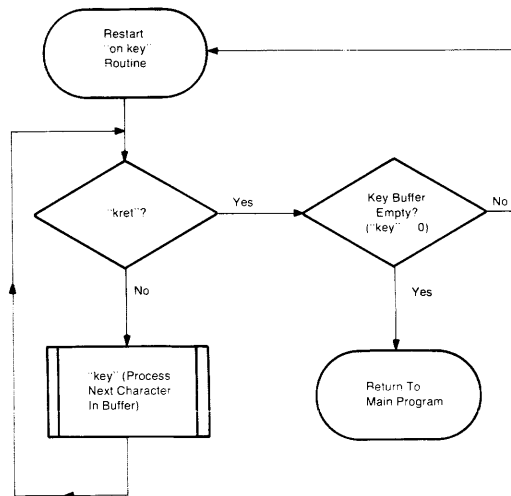 Restart
"on key"
Routine
"kret"?
Yes
Key Buffer
Empty?
("key" 0)
No
No
Yes
"key" (Process
Next Character
In Buffer)
Return To
Main Program